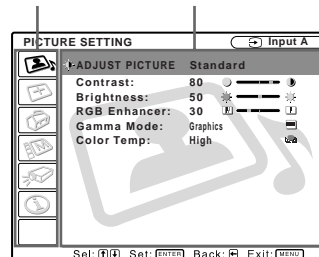 PICTURE SETTING Input A
ADJUST PICTURE Standard
Contrast: 80
Brightness: 50
RGB Enhancer: 30
Gamma Mode: Graphics
Color Temp: High
Sel: Set: ENTER Back: Exit: MENU